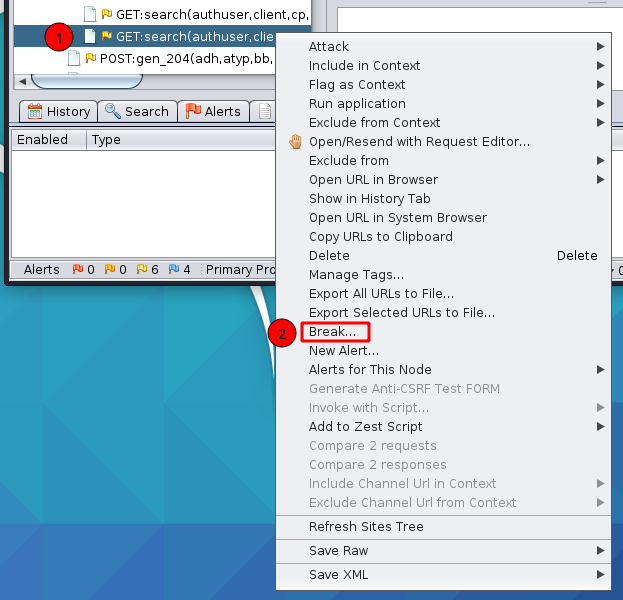 GET:search(authuser,client,cp,
1
GET:search(authuser,clie
POST:gen_204(adh,atyp,bb,
History
Search
Alerts
Enabled
Type
Alerts
0
0
6
4
Primary Pro
Attack
Include in Context
Flag as Context
Run application
Exclude from Context
Open/Resend with Request Editor...
Exclude from
Open URL in Browser
Show in History Tab
Open URL in System Browser
Copy URLs to Clipboard
Delete Delete
Manage Tags...
Export All URLs to File...
Export Selected URLs to File...
2
Break...
New Alert...
Alerts for This Node
Generate Anti-CSRF Test FORM
Invoke with Script...
Add to Zest Script
Compare 2 requests
Compare 2 responses
Include Channel Url in Context
Exclude Channel Url from Context
Refresh Sites Tree
Save Raw
Save XML